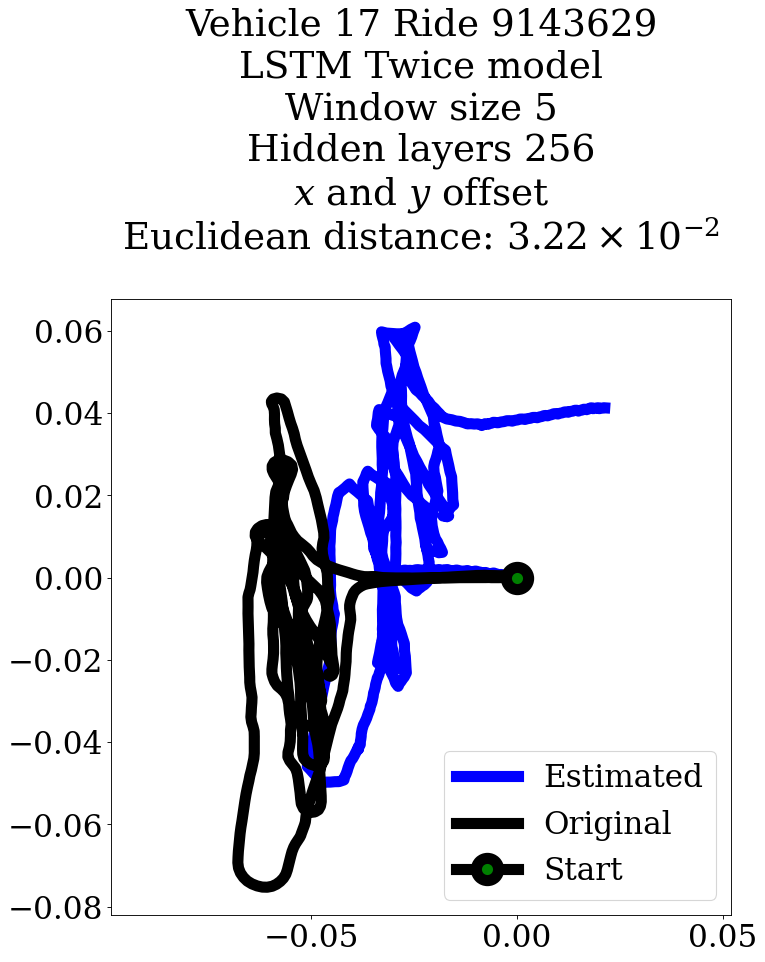 Vehicle 17 Ride 9143629
LSTM Twice model
Window size 5
Hidden layers 256
x and y offset
Euclidean distance: 3.22 × 10⁻²
0.06
0.04
0.02
0.00
−0.02
−0.04
−0.06
−0.08
−0.05 0.00 0.05
Estimated
Original
Start